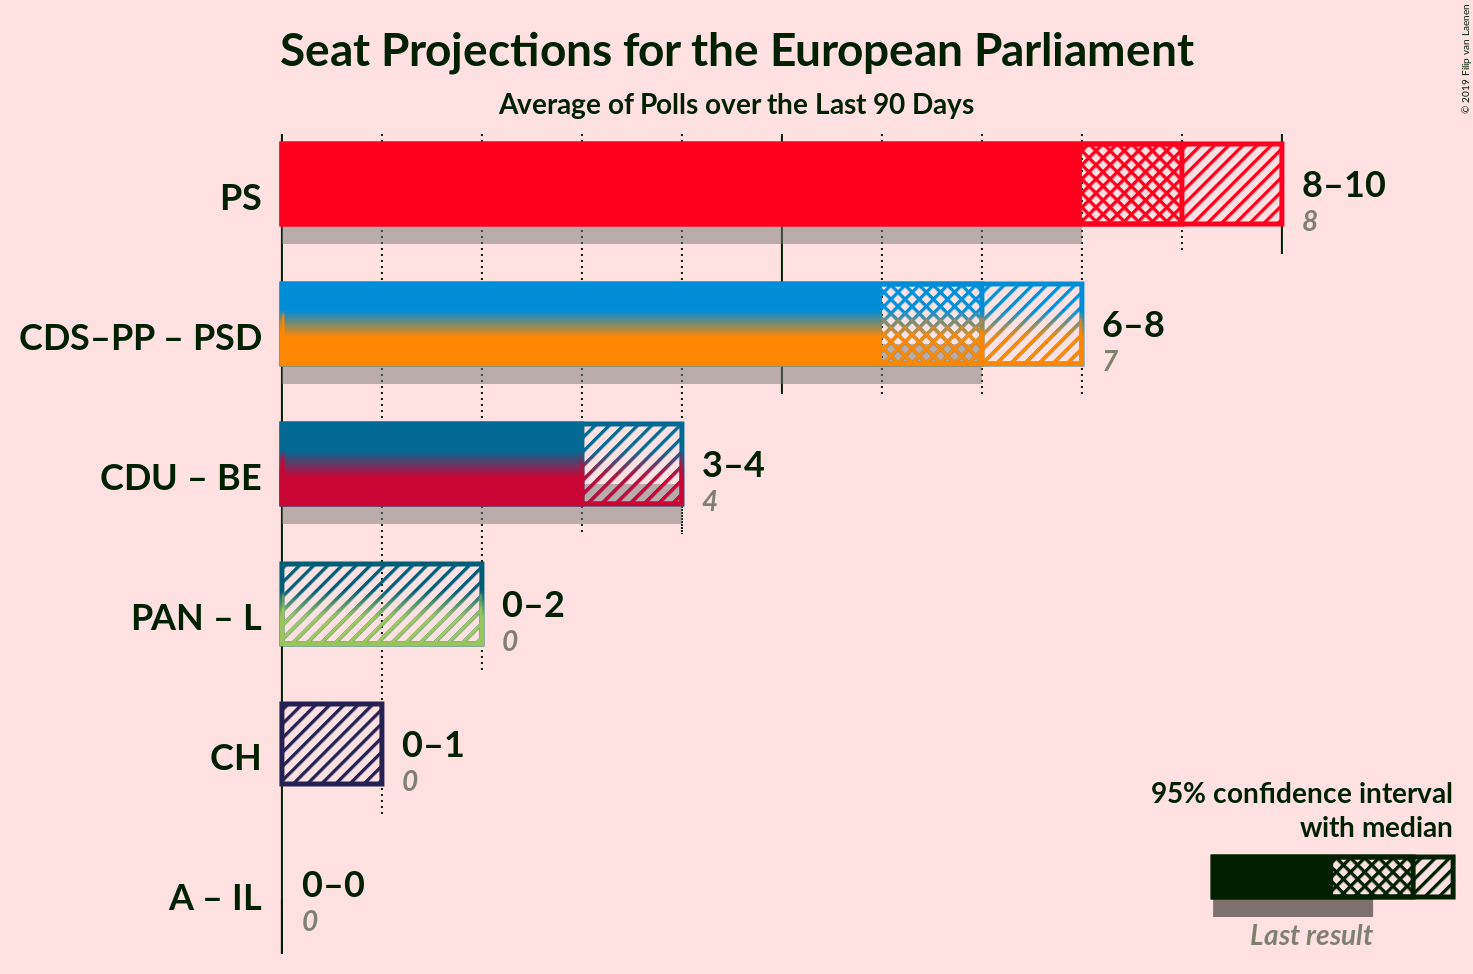 Seat Projections for the European Parliament
Average of Polls over the Last 90 Days
© 2019 Filip van Laenen
PS
8–10
8
CDS–PP – PSD
6–8
7
CDU – BE
3–4
4
PAN – L
0–2
0
CH
0–1
0
A – IL
0–0
0
95% confidence interval
with median
Last result